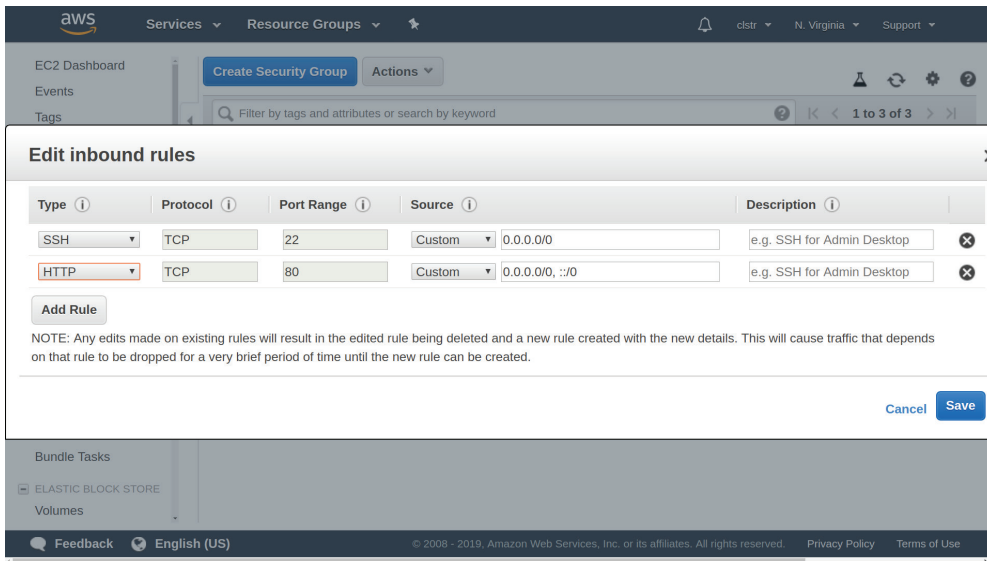 aws Services Resource Groups clstr N. Virginia Support
EC2 Dashboard
Events
Tags
Create Security Group Actions
Filter by tags and attributes or search by keyword 1 to 3 of 3
Edit inbound rules
Type Protocol Port Range Source Description
SSH TCP 22 Custom 0.0.0.0/0 e.g. SSH for Admin Desktop
HTTP TCP 80 Custom 0.0.0.0/0, ::/0 e.g. SSH for Admin Desktop
Add Rule
NOTE: Any edits made on existing rules will result in the edited rule being deleted and a new rule created with the new details. This will cause traffic that depends
on that rule to be dropped for a very brief period of time until the new rule can be created.
Cancel Save
Bundle Tasks
ELASTIC BLOCK STORE
Volumes
Feedback English (US) © 2008 - 2019, Amazon Web Services, Inc. or its affiliates. All rights reserved. Privacy Policy Terms of Use